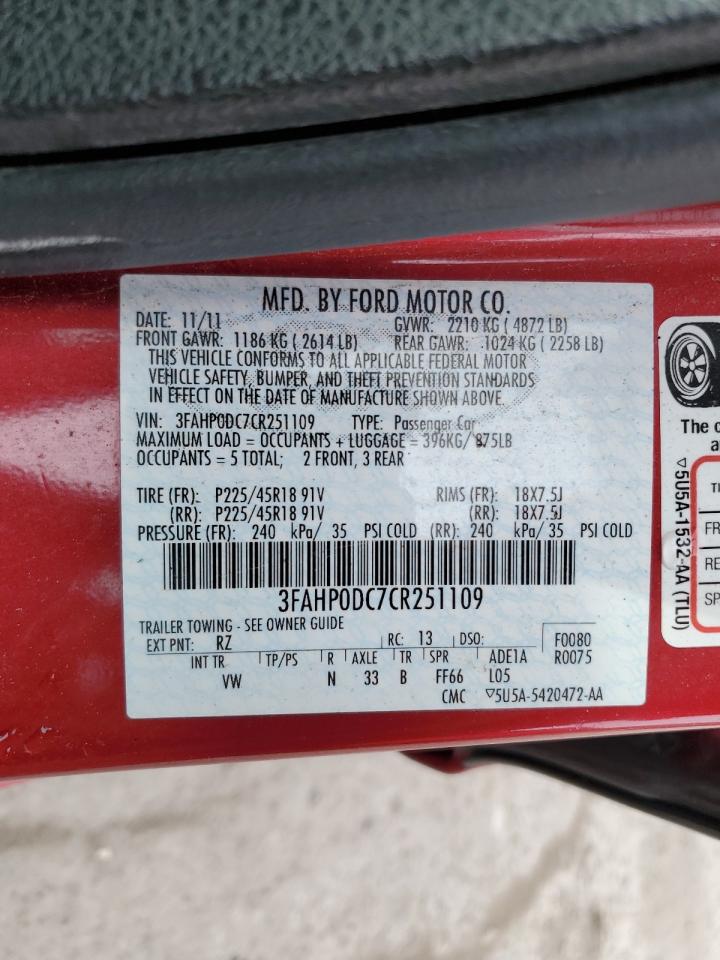 MFD. BY FORD MOTOR CO.
DATE: 11/11 GVWR: 2210 KG ( 4872 LB)
FRONT GAWR: 1186 KG ( 2614 LB) REAR GAWR: 1024 KG ( 2258 LB)
THIS VEHICLE CONFORMS TO ALL APPLICABLE FEDERAL MOTOR
VEHICLE SAFETY, BUMPER, AND THEFT PREVENTION STANDARDS
IN EFFECT ON THE DATE OF MANUFACTURE SHOWN ABOVE.
VIN: 3FAHP0DC7CR251109 TYPE: Passenger Car
MAXIMUM LOAD = OCCUPANTS + LUGGAGE = 396KG/ 875LB
OCCUPANTS = 5 TOTAL; 2 FRONT, 3 REAR
TIRE (FR): P225/45R18 91V RIMS (FR): 18X7.5J
(RR): P225/45R18 91V (RR): 18X7.5J
PRESSURE (FR): 240 kPa/ 35 PSI COLD (RR): 240 kPa/ 35 PSI COLD
3FAHP0DC7CR251109
TRAILER TOWING - SEE OWNER GUIDE
EXT PNT: RZ RC: 13 DSO: F0080
INT TR TP/PS R AXLE TR SPR ADE1A R0075
VW N 33 B FF66 L05
CMC ▽5U5A-5420472-AA
The
a
TI
FR
RE
SP
▽5U5A-1532-AA (TLU)